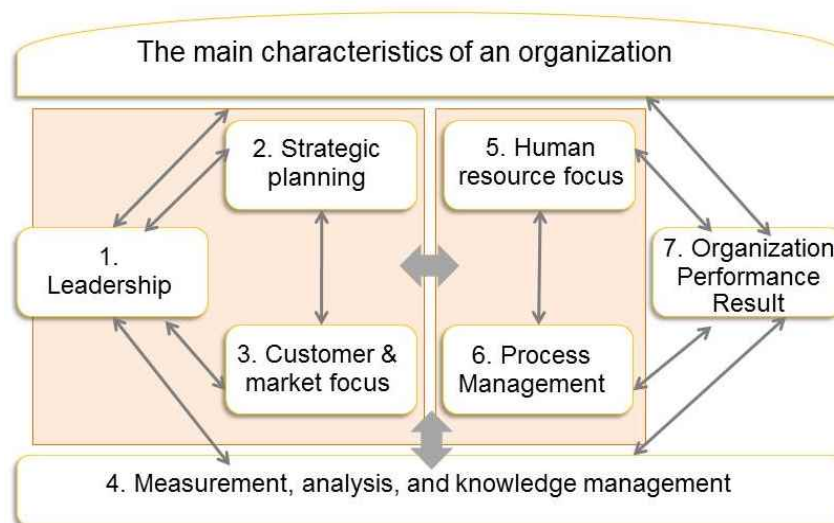 The main characteristics of an organization
2. Strategic
planning
5. Human
resource focus
1.
Leadership
7. Organization
Performance
Result
3. Customer &
market focus
6. Process
Management
4. Measurement, analysis, and knowledge management